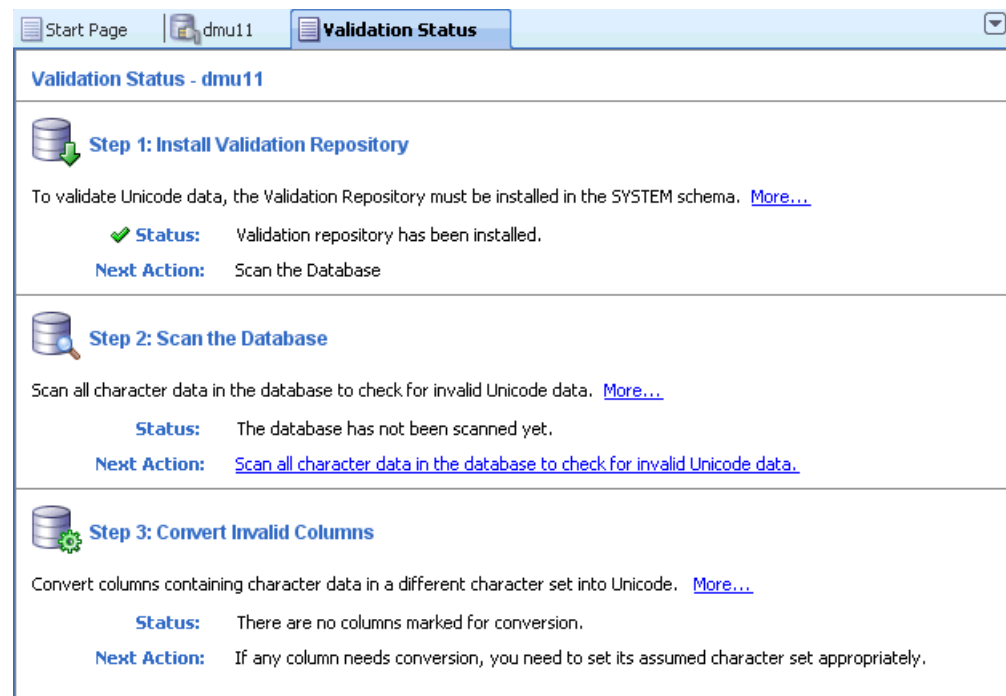 Start Page dmu11 Validation Status
Validation Status - dmu11
Step 1: Install Validation Repository
To validate Unicode data, the Validation Repository must be installed in the SYSTEM schema. More...
Status: Validation repository has been installed.
Next Action: Scan the Database
Step 2: Scan the Database
Scan all character data in the database to check for invalid Unicode data. More...
Status: The database has not been scanned yet.
Next Action: Scan all character data in the database to check for invalid Unicode data.
Step 3: Convert Invalid Columns
Convert columns containing character data in a different character set into Unicode. More...
Status: There are no columns marked for conversion.
Next Action: If any column needs conversion, you need to set its assumed character set appropriately.